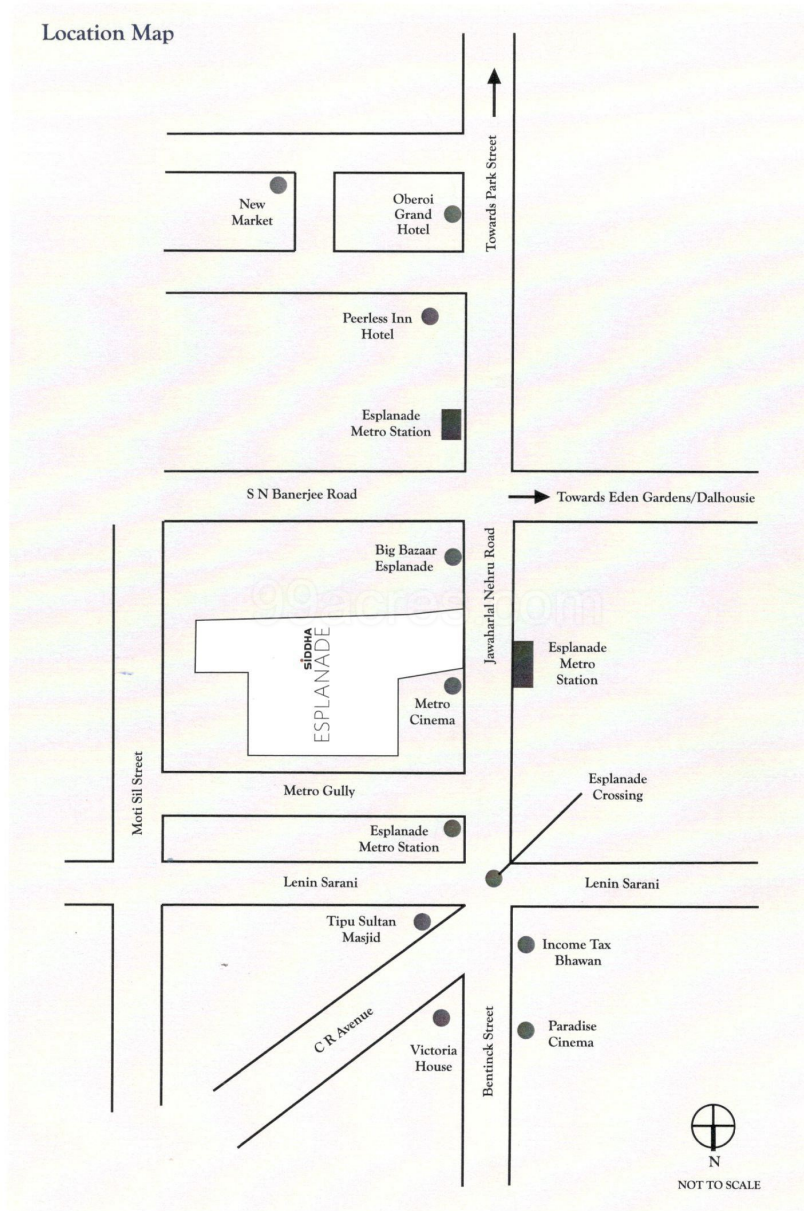 Location Map
Towards Park Street
New
Market
Oberoi
Grand
Hotel
Peerless Inn
Hotel
Esplanade
Metro Station
S N Banerjee Road
Towards Eden Gardens/Dalhousie
Big Bazaar
Esplanade
Jawaharlal Nehru Road
99acres.com
SIDDHA
ESPLANADE
Esplanade
Metro
Station
Metro
Cinema
Moti Sil Street
Metro Gully
Esplanade
Crossing
Esplanade
Metro Station
Lenin Sarani
Lenin Sarani
Tipu Sultan
Masjid
Income Tax
Bhawan
C R Avenue
Victoria
House
Bentinck Street
Paradise
Cinema
N
NOT TO SCALE